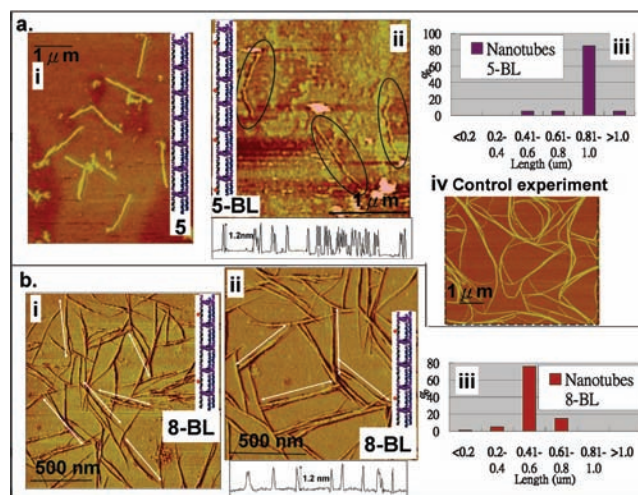 a.
i
1 μm
5
ii
5-BL
1 μm
1.2nm
iii
100
80
60
40
20
0
%
Nanotubes
5-BL
<0.2 0.2- 0.41- 0.61- 0.81- >1.0
0.4 0.6 0.8 1.0
Length (um)
iv Control experiment
1 μm
b.
i
8-BL
500 nm
ii
8-BL
500 nm
1.2 nm
iii
80
60
40
20
0
%
Nanotubes
8-BL
<0.2 0.2- 0.41- 0.61- 0.81- >1.0
0.4 0.6 0.8 1.0
Length (um)